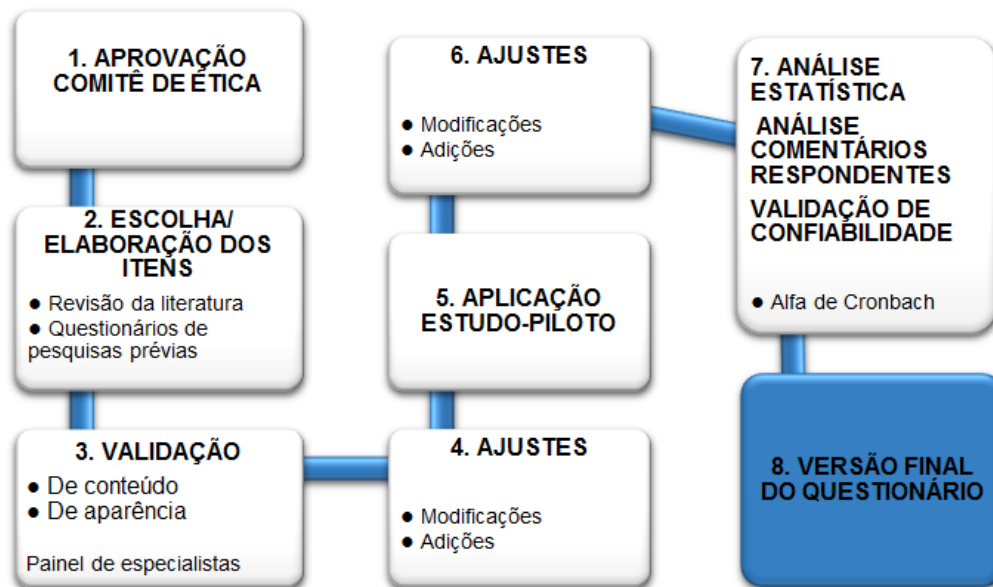 1. APROVAÇÃO
COMITÊ DE ÉTICA
2. ESCOLHA/
ELABORAÇÃO DOS
ITENS
● Revisão da literatura
● Questionários de
pesquisas prévias
3. VALIDAÇÃO
● De conteúdo
● De aparência
Painel de especialistas
4. AJUSTES
● Modificações
● Adições
5. APLICAÇÃO
ESTUDO-PILOTO
6. AJUSTES
● Modificações
● Adições
7. ANÁLISE
ESTATÍSTICA
ANÁLISE
COMENTÁRIOS
RESPONDENTES
VALIDAÇÃO DE
CONFIABILIDADE
● Alfa de Cronbach
8. VERSÃO FINAL
DO QUESTIONÁRIO